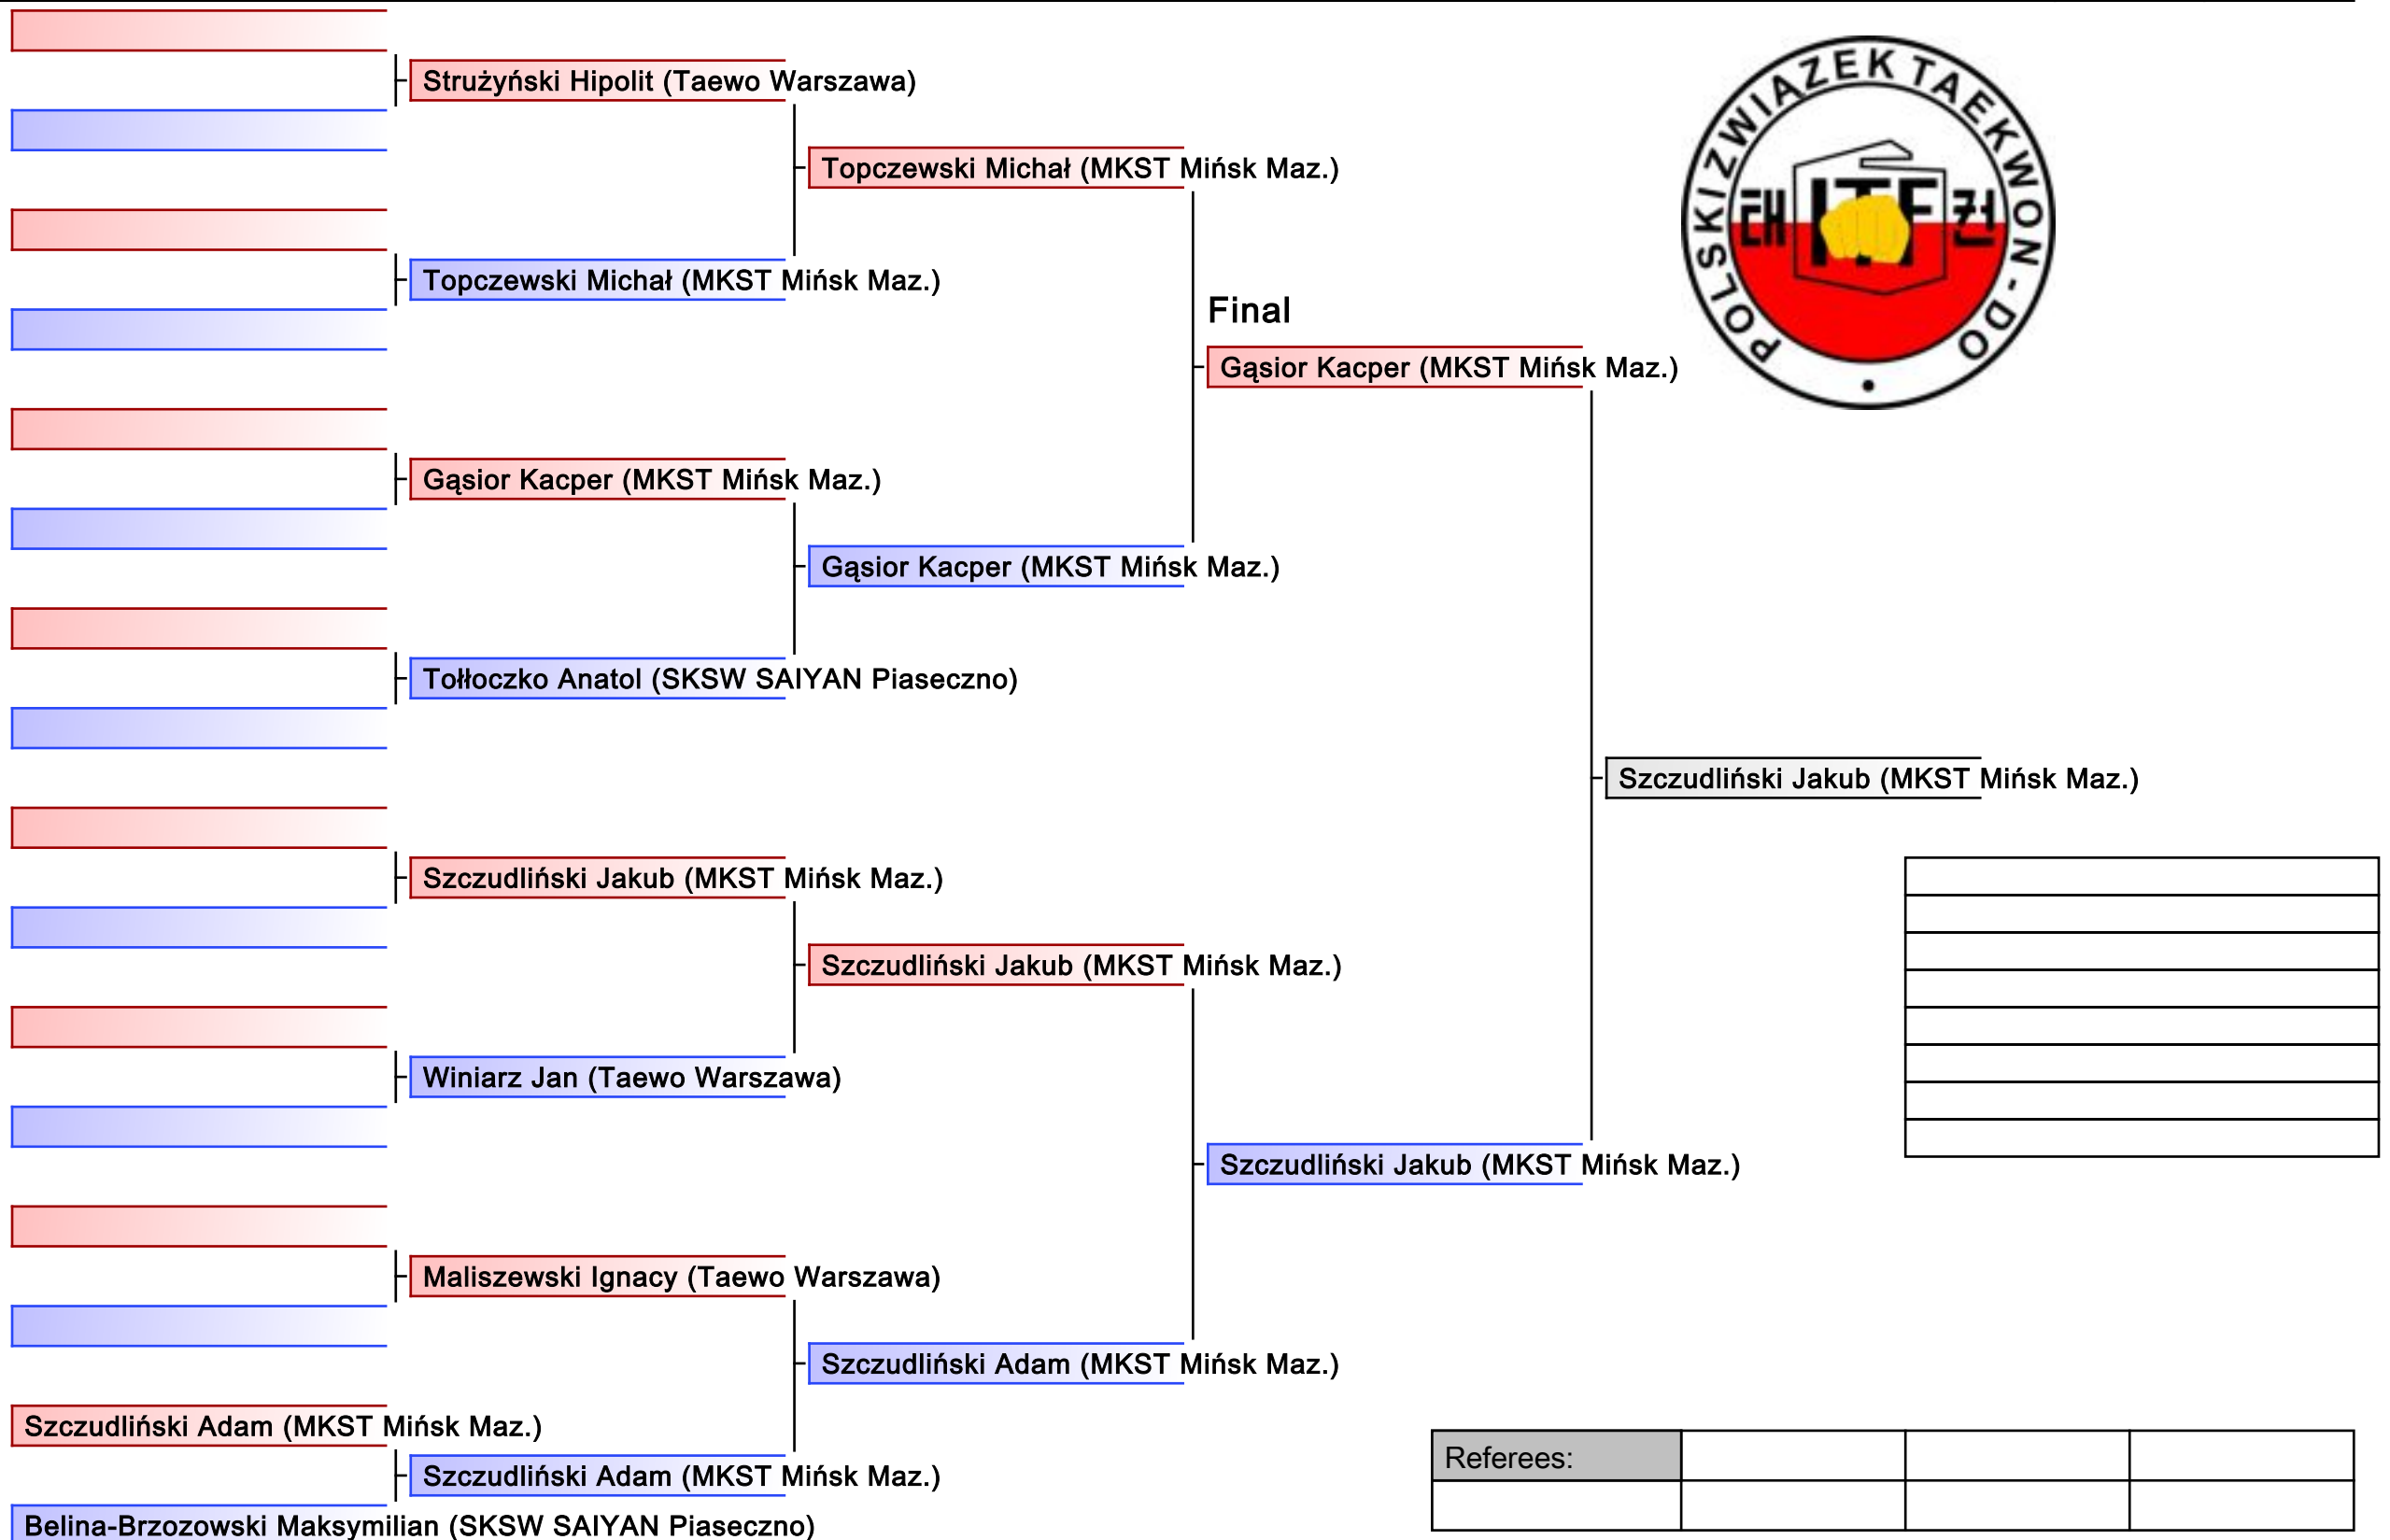 POLSKI ZWIAZEK TAEKWON-DO
ITF
Strużyński Hipolit (Taewo Warszawa)
Topczewski Michał (MKST Mińsk Maz.)
Topczewski Michał (MKST Mińsk Maz.)
Final
Gąsior Kacper (MKST Mińsk Maz.)
Gąsior Kacper (MKST Mińsk Maz.)
Gąsior Kacper (MKST Mińsk Maz.)
Tołłoczko Anatol (SKSW SAIYAN Piaseczno)
Szczudliński Jakub (MKST Mińsk Maz.)
Szczudliński Jakub (MKST Mińsk Maz.)
Szczudliński Jakub (MKST Mińsk Maz.)
Winiarz Jan (Taewo Warszawa)
Szczudliński Jakub (MKST Mińsk Maz.)
Maliszewski Ignacy (Taewo Warszawa)
Szczudliński Adam (MKST Mińsk Maz.)
Szczudliński Adam (MKST Mińsk Maz.)
Referees:
Szczudliński Adam (MKST Mińsk Maz.)
Belina-Brzozowski Maksymilian (SKSW SAIYAN Piaseczno)